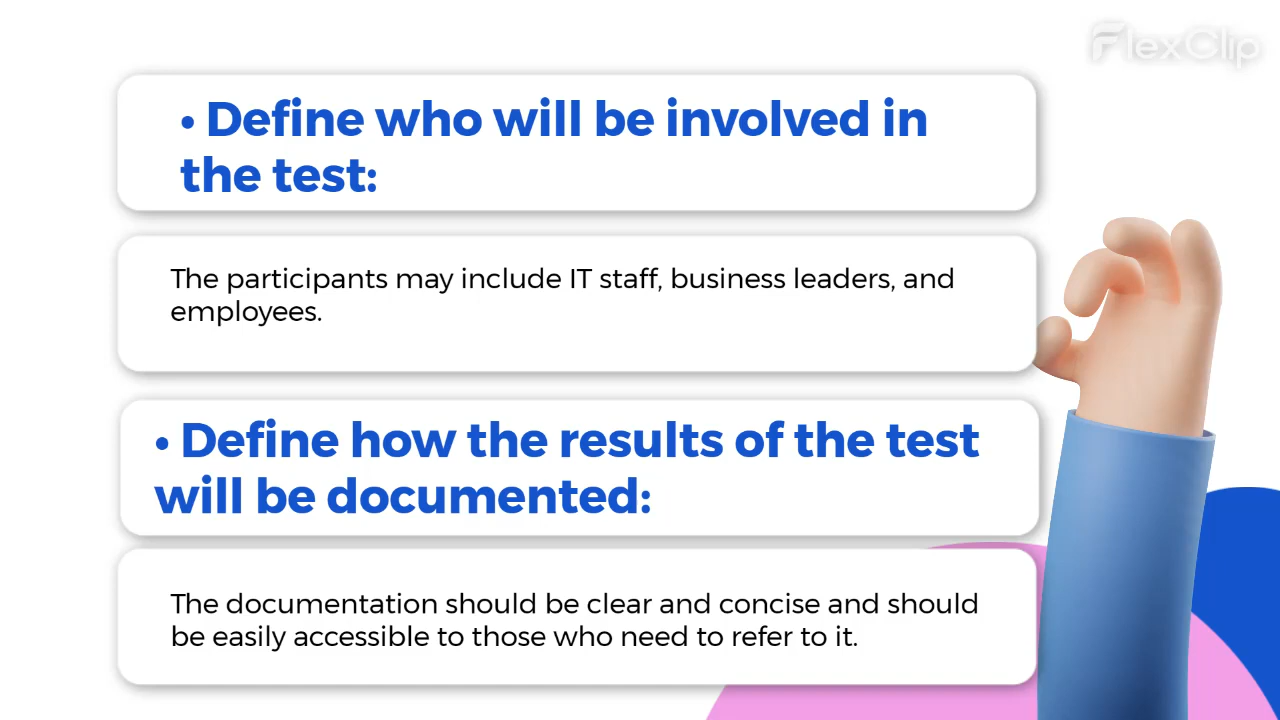 FlexClip
• Define who will be involved in
the test:
The participants may include IT staff, business leaders, and
employees.
• Define how the results of the test
will be documented:
The documentation should be clear and concise and should
be easily accessible to those who need to refer to it.